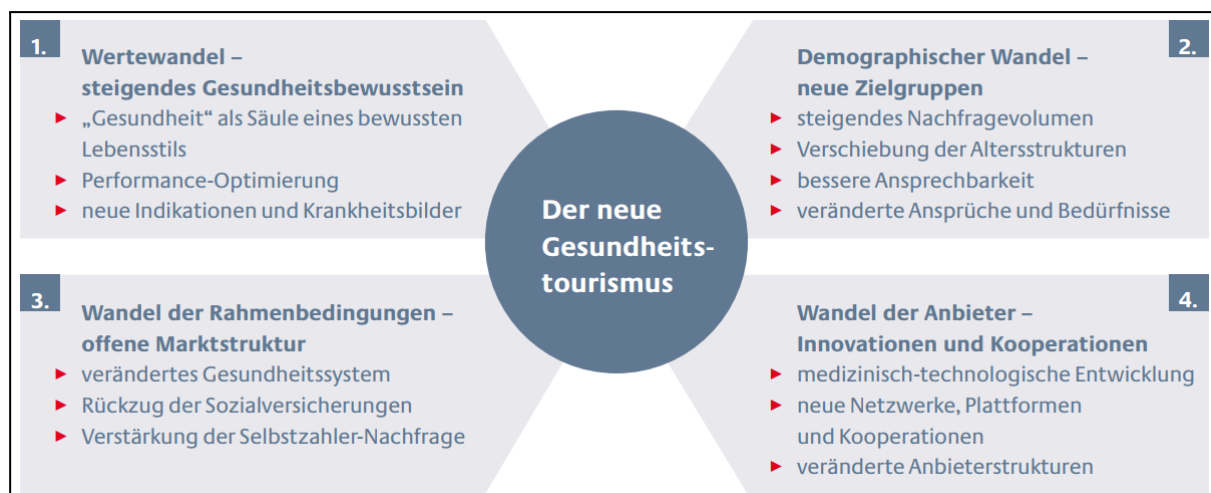 1.
Wertewandel –
steigendes Gesundheitsbewusstsein
„Gesundheit“ als Säule eines bewussten
Lebensstils
Performance-Optimierung
neue Indikationen und Krankheitsbilder
2.
Demographischer Wandel –
neue Zielgruppen
steigendes Nachfragevolumen
Verschiebung der Altersstrukturen
bessere Ansprechbarkeit
veränderte Ansprüche und Bedürfnisse
Der neue
Gesundheits-
tourismus
3.
Wandel der Rahmenbedingungen –
offene Marktstruktur
verändertes Gesundheitssystem
Rückzug der Sozialversicherungen
Verstärkung der Selbstzahler-Nachfrage
4.
Wandel der Anbieter –
Innovationen und Kooperationen
medizinisch-technologische Entwicklung
neue Netzwerke, Plattformen
und Kooperationen
veränderte Anbieterstrukturen